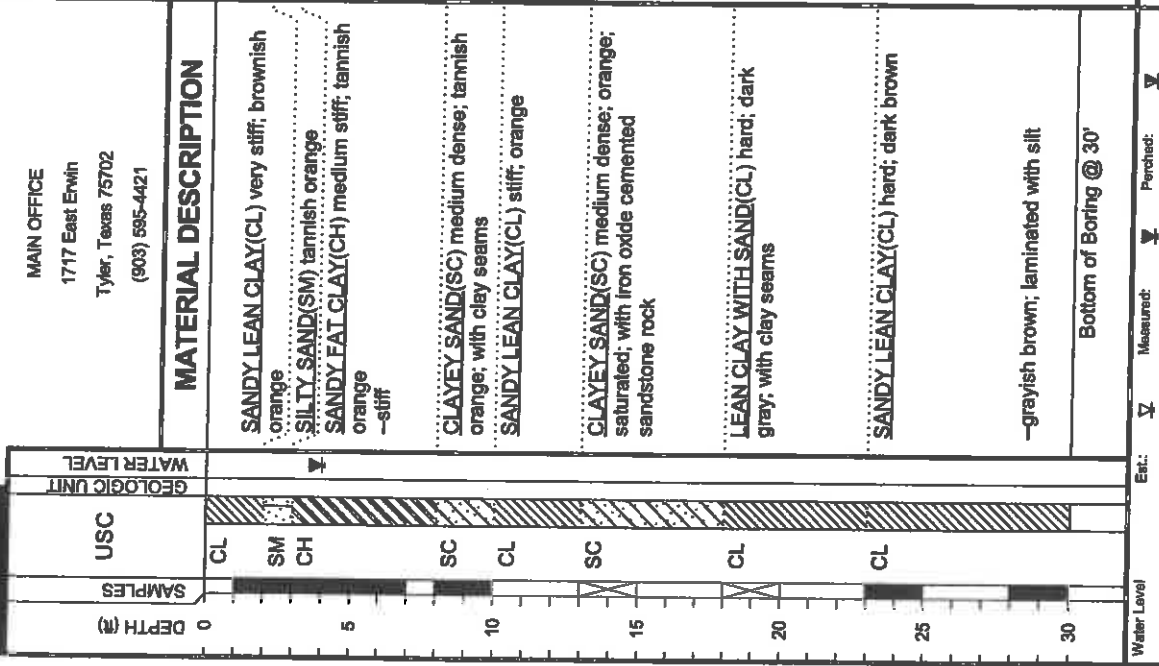 MAIN OFFICE
1717 East Erwin
Tyler, Texas 75702
(903) 595-4421
DEPTH (ft)
SAMPLES
USC
GEOLOGIC UNIT
WATER LEVEL
MATERIAL DESCRIPTION
0
CL
SANDY LEAN CLAY(CL) very stiff; brownish
orange
SM
SILTY SAND(SM) tannish orange
CH
SANDY FAT CLAY(CH) medium stiff; tannish
orange
5
--stiff
SC
CLAYEY SAND(SC) medium dense; tannish
orange; with clay seams
10
CL
SANDY LEAN CLAY(CL) stiff; orange
SC
CLAYEY SAND(SC) medium dense; orange;
saturated; with iron oxide cemented
sandstone rock
15
CL
LEAN CLAY WITH SAND(CL) hard; dark
gray; with clay seams
20
CL
SANDY LEAN CLAY(CL) hard; dark brown
25
--grayish brown; laminated with silt
30
Bottom of Boring @ 30'
Water Level Est.: Measured: Perched: